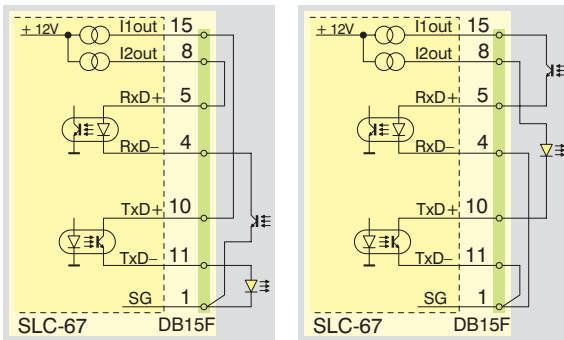 + 12V
I1out 15
I2out 8
RxD+ 5
RxD– 4
TxD+ 10
TxD– 11
SG 1
SLC-67 DB15F
+ 12V
I1out 15
I2out 8
RxD+ 5
RxD– 4
TxD+ 10
TxD– 11
SG 1
SLC-67 DB15F